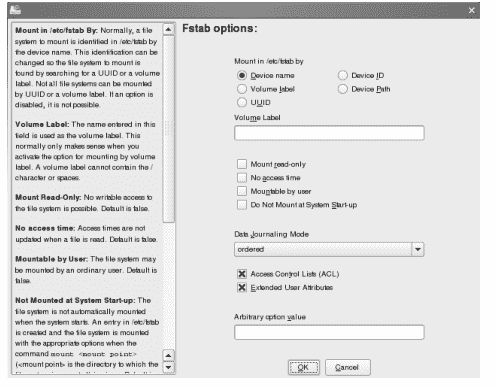 Mount in /etc/fstab By: Normally, a file
system to mount is identified in /etc/fstab by
the device name. This identification can be
changed so the file system to mount is
found by searching for a UUID or a volume
label. Not all file systems can be mounted
by UUID or a volume label. If an option is
disabled, it is not possible.
Volume Label: The name entered in this
field is used as the volume label. This
normally only makes sense when you
activate the option for mounting by volume
label. A volume label cannot contain the /
character or spaces.
Mount Read-Only: No writable access to
the file system is possible. Default is false.
No access time: Access times are not
updated when a file is read. Default is false.
Mountable by User: The file system may
be mounted by an ordinary user. Default is
false.
Not Mounted at System Start-up: The
file system is not automatically mounted
when the system starts. An entry in /etc/fstab
is created and the file system is mounted
with the appropriate options when the
command mount <mount point>
(<mount point> is the directory to which the
Fstab options:
Mount in /etc/fstab by
Device name
Device ID
Volume label
Device Path
UUID
Volume Label
Mount read-only
No access time
Mountable by user
Do Not Mount at System Start-up
Data Journaling Mode
ordered
Access Control Lists (ACL)
Extended User Attributes
Arbitrary option value
OK
Cancel